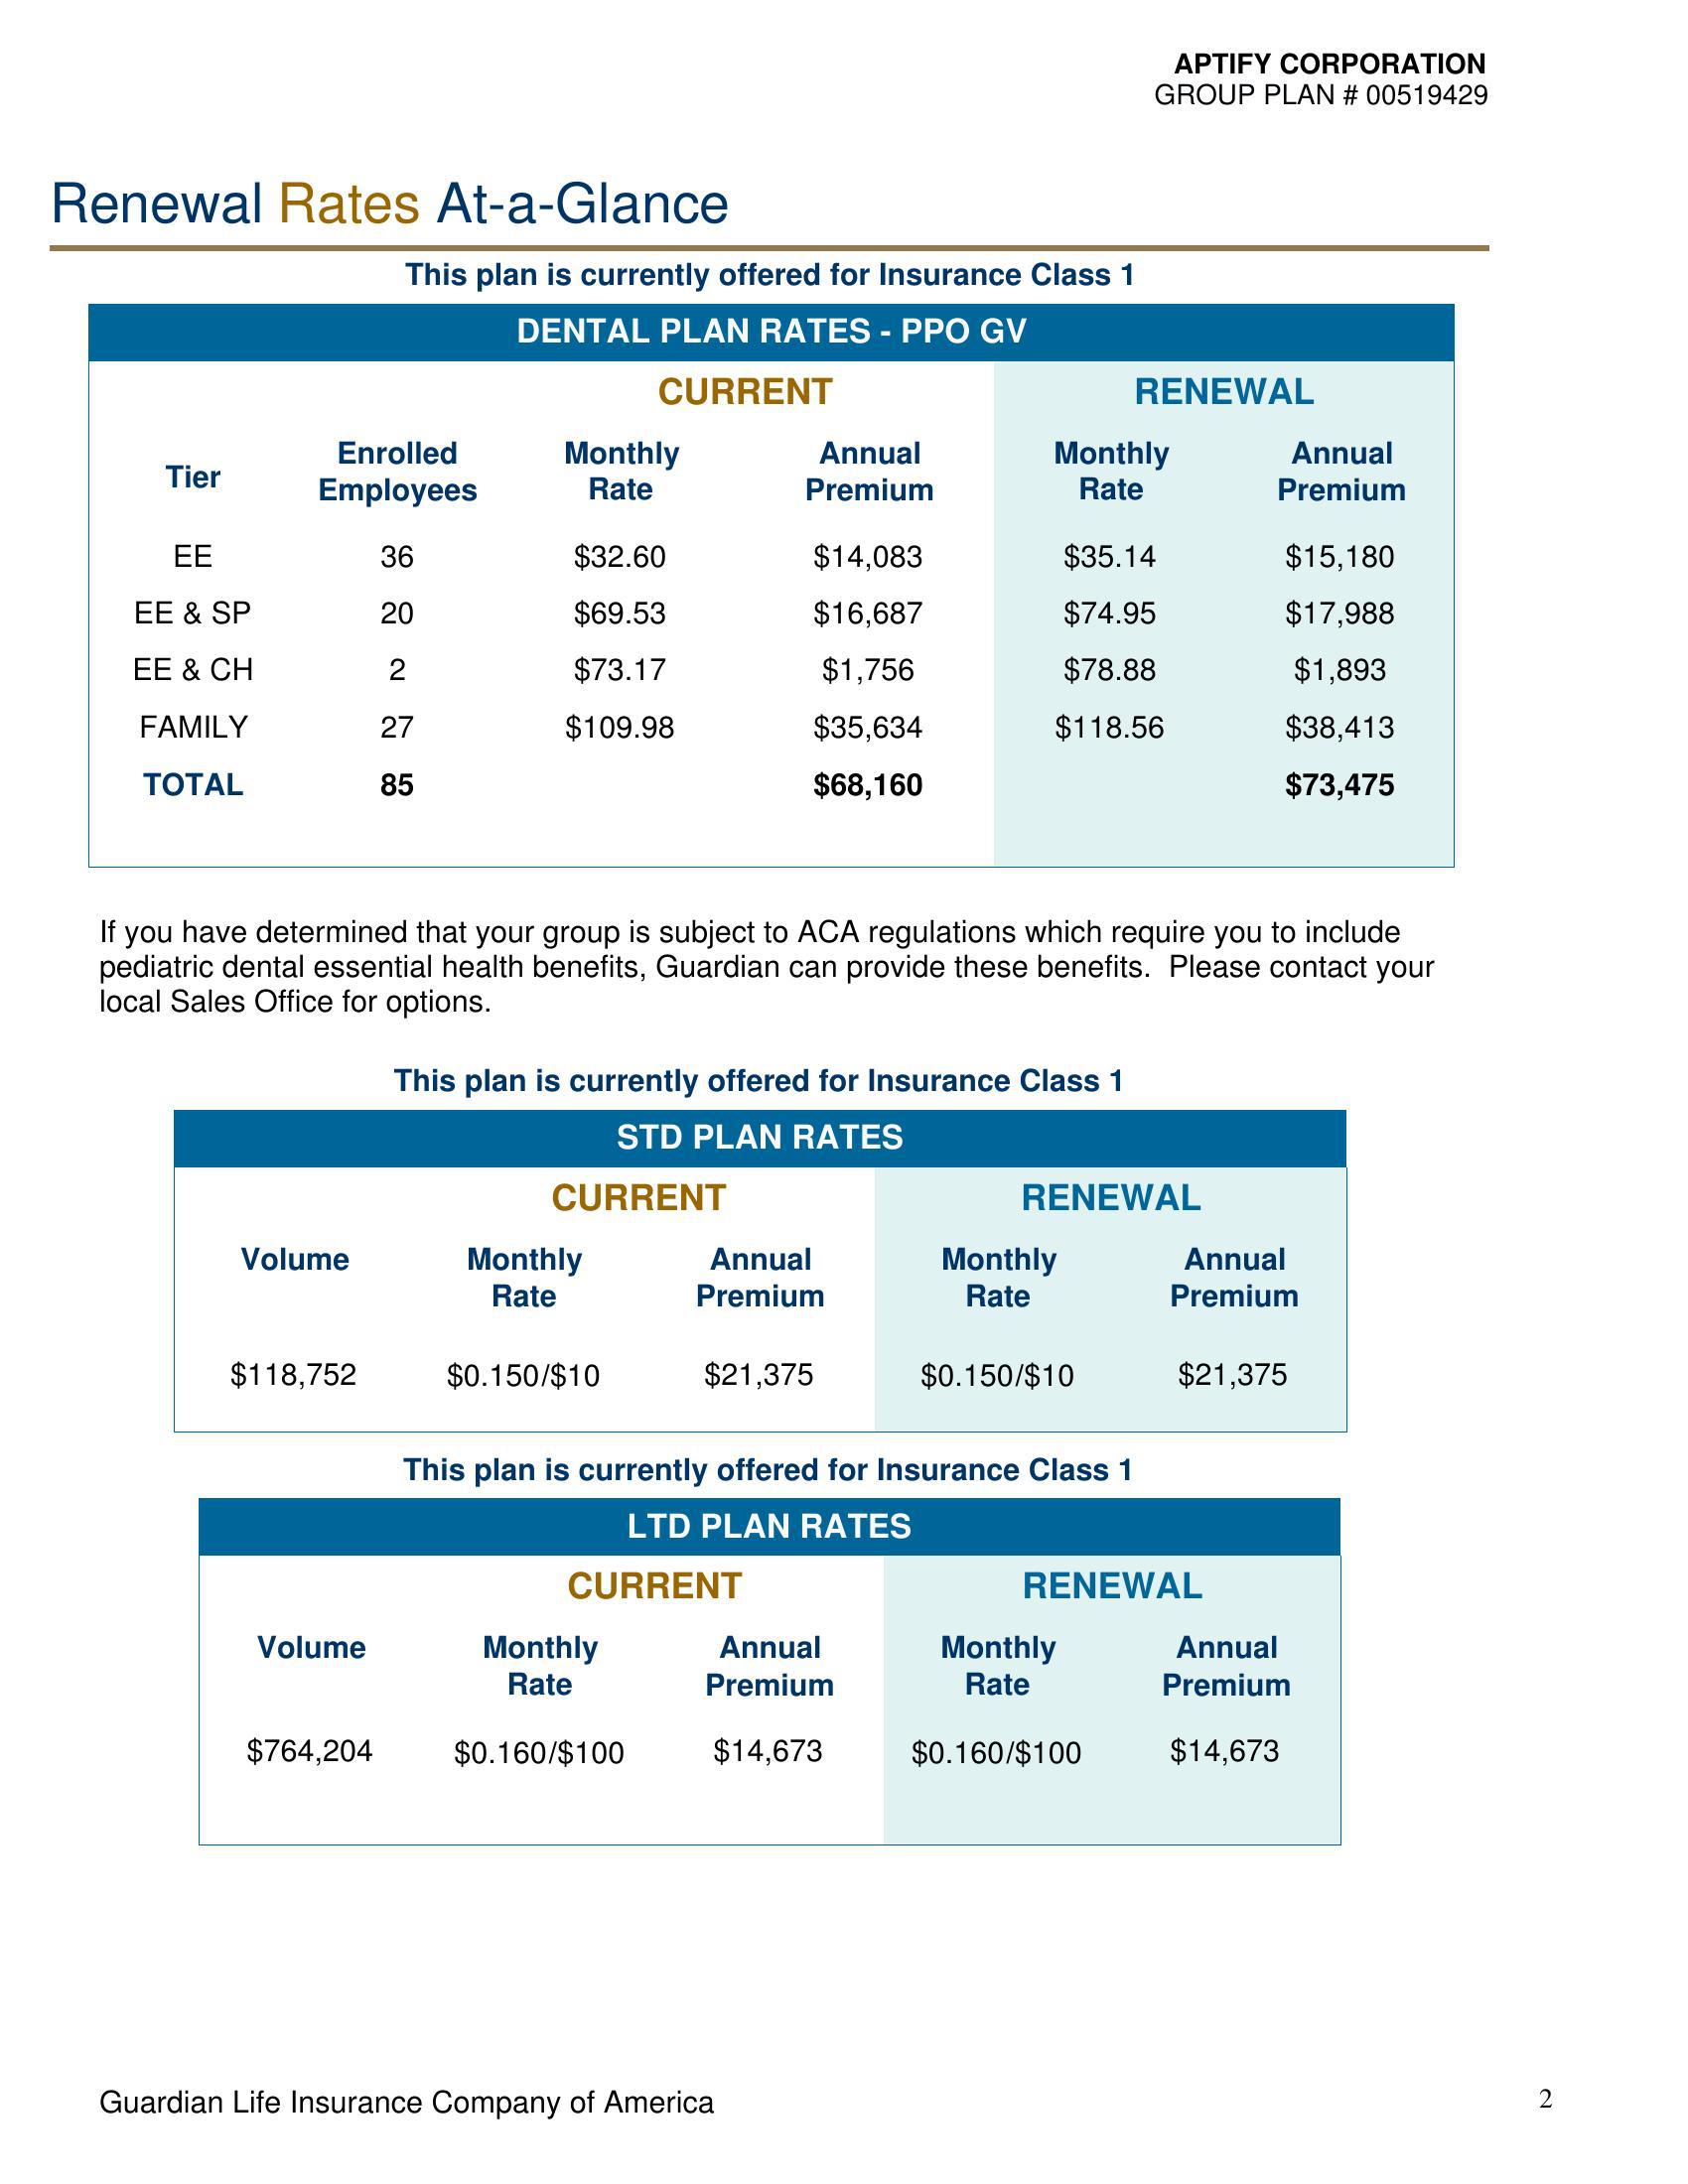 APTIFY CORPORATION
GROUP PLAN # 00519429
Renewal Rates At-a-Glance
This plan is currently offered for Insurance Class 1
DENTAL PLAN RATES - PPO GV
CURRENT RENEWAL
Tier Enrolled Employees Monthly Rate Annual Premium Monthly Rate Annual Premium
EE 36 $32.60 $14,083 $35.14 $15,180
EE & SP 20 $69.53 $16,687 $74.95 $17,988
EE & CH 2 $73.17 $1,756 $78.88 $1,893
FAMILY 27 $109.98 $35,634 $118.56 $38,413
TOTAL 85 $68,160 $73,475
If you have determined that your group is subject to ACA regulations which require you to include
pediatric dental essential health benefits, Guardian can provide these benefits.  Please contact your
local Sales Office for options.
This plan is currently offered for Insurance Class 1
STD PLAN RATES
CURRENT RENEWAL
Volume Monthly Rate Annual Premium Monthly Rate Annual Premium
$118,752 $0.150/$10 $21,375 $0.150/$10 $21,375
This plan is currently offered for Insurance Class 1
LTD PLAN RATES
CURRENT RENEWAL
Volume Monthly Rate Annual Premium Monthly Rate Annual Premium
$764,204 $0.160/$100 $14,673 $0.160/$100 $14,673
Guardian Life Insurance Company of America 2